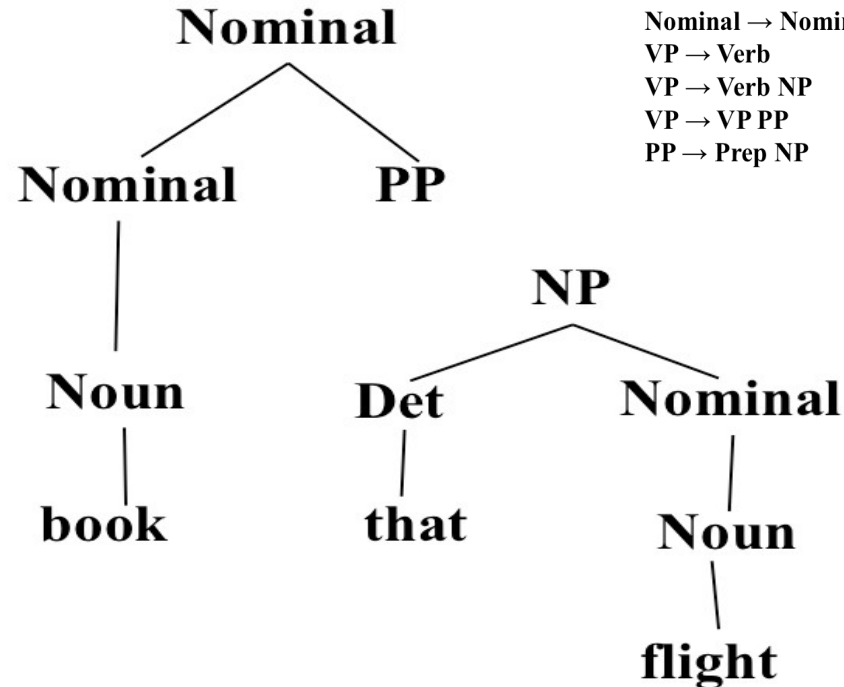 Nominal
Nominal →
VP → Verb
VP → Verb NP
VP → VP PP
PP → Prep NP
Nominal PP
NP
Noun Det Nominal
book that Noun
flight